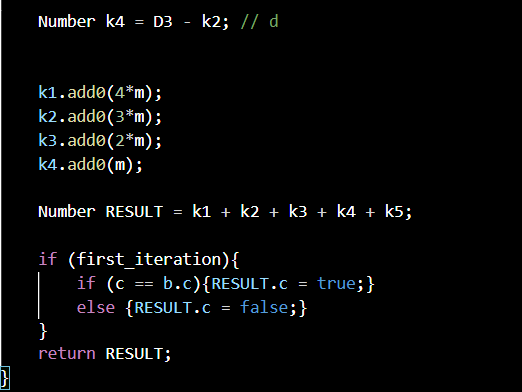 Number k4 = D3 - k2; // d
k1.add0(4*m);
k2.add0(3*m);
k3.add0(2*m);
k4.add0(m);
Number RESULT = k1 + k2 + k3 + k4 + k5;
if (first_iteration){
if (c == b.c){RESULT.c = true;}
else {RESULT.c = false;}
}
return RESULT;
}